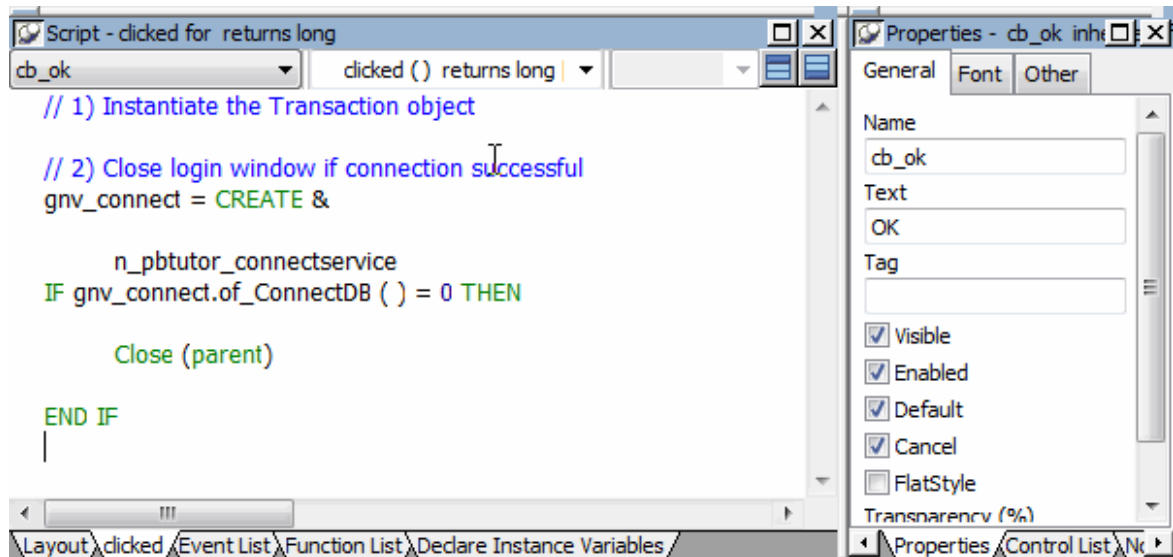 Script - clicked for returns long
cb_ok
clicked ( ) returns long
// 1) Instantiate the Transaction object
// 2) Close login window if connection successful
gnv_connect = CREATE &
n_pbtutor_connectservice
IF gnv_connect.of_ConnectDB ( ) = 0 THEN
Close (parent)
END IF
Layout
clicked
Event List
Function List
Declare Instance Variables
Properties - cb_ok
General
Font
Other
Name
cb_ok
Text
OK
Tag
Visible
Enabled
Default
Cancel
FlatStyle
Transparency (%)
Properties
Control List